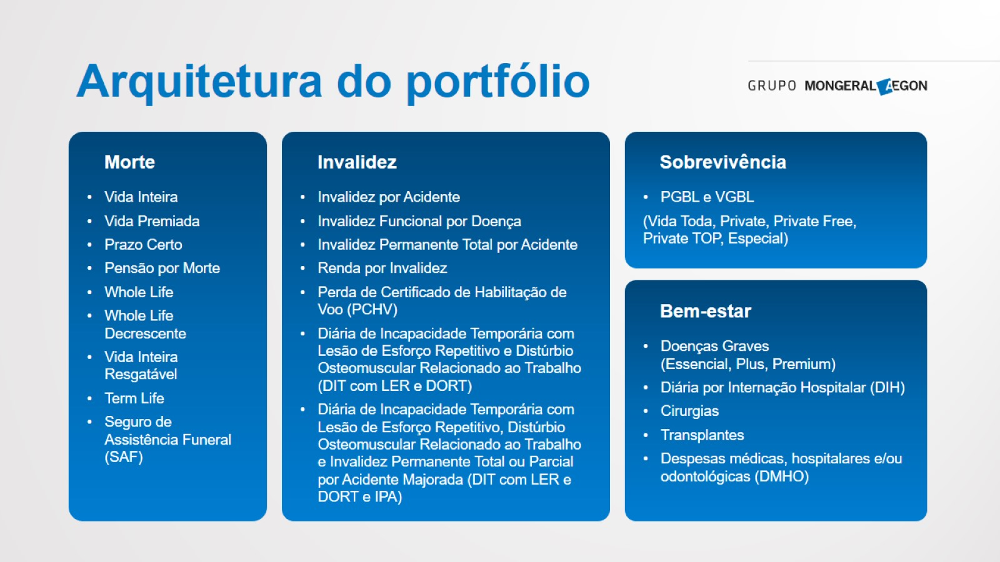 Arquitetura do portfólio
GRUPO MONGERAL AEGON
Morte
• Vida Inteira
• Vida Premiada
• Prazo Certo
• Pensão por Morte
• Whole Life
• Whole Life
Decrescente
• Vida Inteira
Resgatável
• Term Life
• Seguro de
Assistência Funeral
(SAF)
Invalidez
• Invalidez por Acidente
• Invalidez Funcional por Doença
• Invalidez Permanente Total por Acidente
• Renda por Invalidez
• Perda de Certificado de Habilitação de
Voo (PCHV)
• Diária de Incapacidade Temporária com
Lesão de Esforço Repetitivo e Distúrbio
Osteomuscular Relacionado ao Trabalho
(DIT com LER e DORT)
• Diária de Incapacidade Temporária com
Lesão de Esforço Repetitivo, Distúrbio
Osteomuscular Relacionado ao Trabalho
e Invalidez Permanente Total ou Parcial
por Acidente Majorada (DIT com LER e
DORT e IPA)
Sobrevivência
• PGBL e VGBL
(Vida Toda, Private, Private Free,
Private TOP, Especial)
Bem-estar
• Doenças Graves
(Essencial, Plus, Premium)
• Diária por Internação Hospitalar (DIH)
• Cirurgias
• Transplantes
• Despesas médicas, hospitalares e/ou
odontológicas (DMHO)